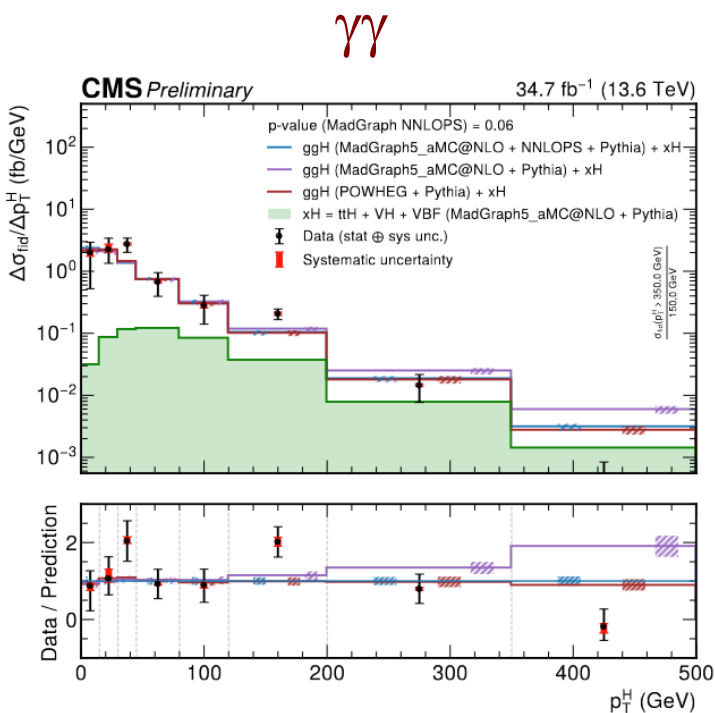 γγ
CMS Preliminary
34.7 fb⁻¹ (13.6 TeV)
Δσfid/ΔpTH (fb/GeV)
10²
10¹
10⁰
10⁻¹
10⁻²
10⁻³
p-value (MadGraph NNLOPS) = 0.06
ggH (MadGraph5_aMC@NLO + NNLOPS + Pythia) + xH
ggH (MadGraph5_aMC@NLO + Pythia) + xH
ggH (POWHEG + Pythia) + xH
xH = ttH + VH + VBF (MadGraph5_aMC@NLO + Pythia)
Data (stat ⊕ sys unc.)
Systematic uncertainty
σfid(pTH > 350.0 GeV)
150.0 GeV
Data / Prediction
2
0
0 100 200 300 400 500
pTH (GeV)